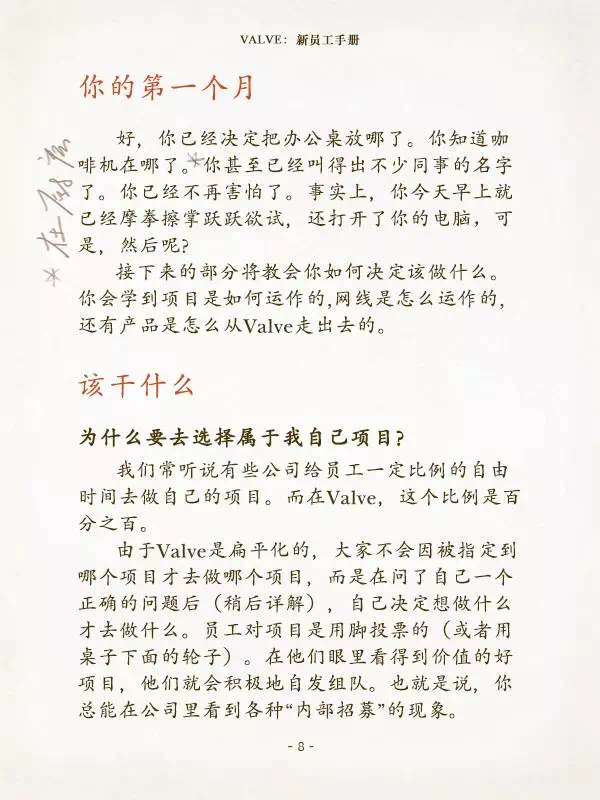 VALVE：新员工手册
你的第一个月
好，你已经决定把办公桌放哪了。你知道咖
啡机在哪了。*你甚至已经叫得出不少同事的名字
了。你已经不再害怕了。事实上，你今天早上就
已经摩拳擦掌跃跃欲试，还打开了你的电脑，可
是，然后呢？
接下来的部分将教会你如何决定该做什么。
你会学到项目是如何运作的,网线是怎么运作的，
还有产品是怎么从Valve走出去的。
* 在厨房
该干什么
为什么要去选择属于我自己项目？
我们常听说有些公司给员工一定比例的自由
时间去做自己的项目。而在Valve，这个比例是百
分之百。
由于Valve是扁平化的，大家不会因被指定到
哪个项目才去做哪个项目，而是在问了自己一个
正确的问题后（稍后详解），自己决定想做什么
才去做什么。员工对项目是用脚投票的（或者用
桌子下面的轮子）。在他们眼里看得到价值的好
项目，他们就会积极地自发组队。也就是说，你
总能在公司里看到各种“内部招募”的现象。
- 8 -